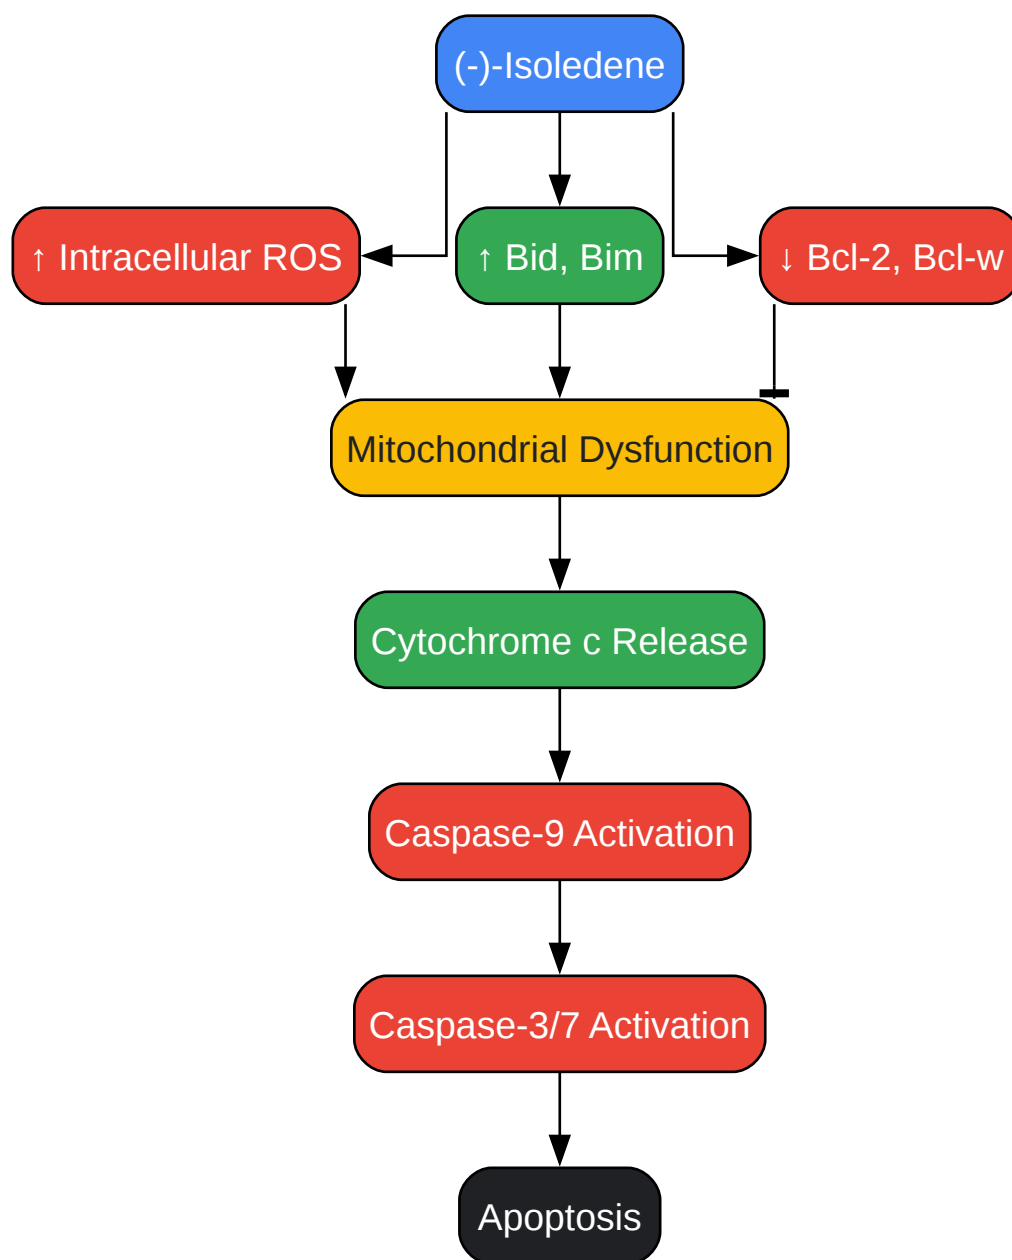 (-)-Isoledene
↑ Intracellular ROS
↑ Bid, Bim
↓ Bcl-2, Bcl-w
Mitochondrial Dysfunction
Cytochrome c Release
Caspase-9 Activation
Caspase-3/7 Activation
Apoptosis